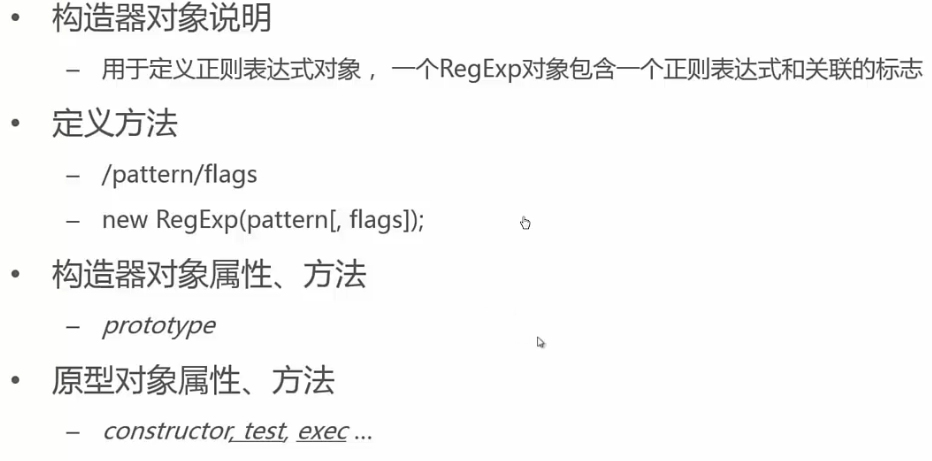 • 构造器对象说明
– 用于定义正则表达式对象，一个RegExp对象包含一个正则表达式和关联的标志
• 定义方法
– /pattern/flags
– new RegExp(pattern[, flags]);
• 构造器对象属性、方法
– prototype
• 原型对象属性、方法
– constructor, test, exec ...